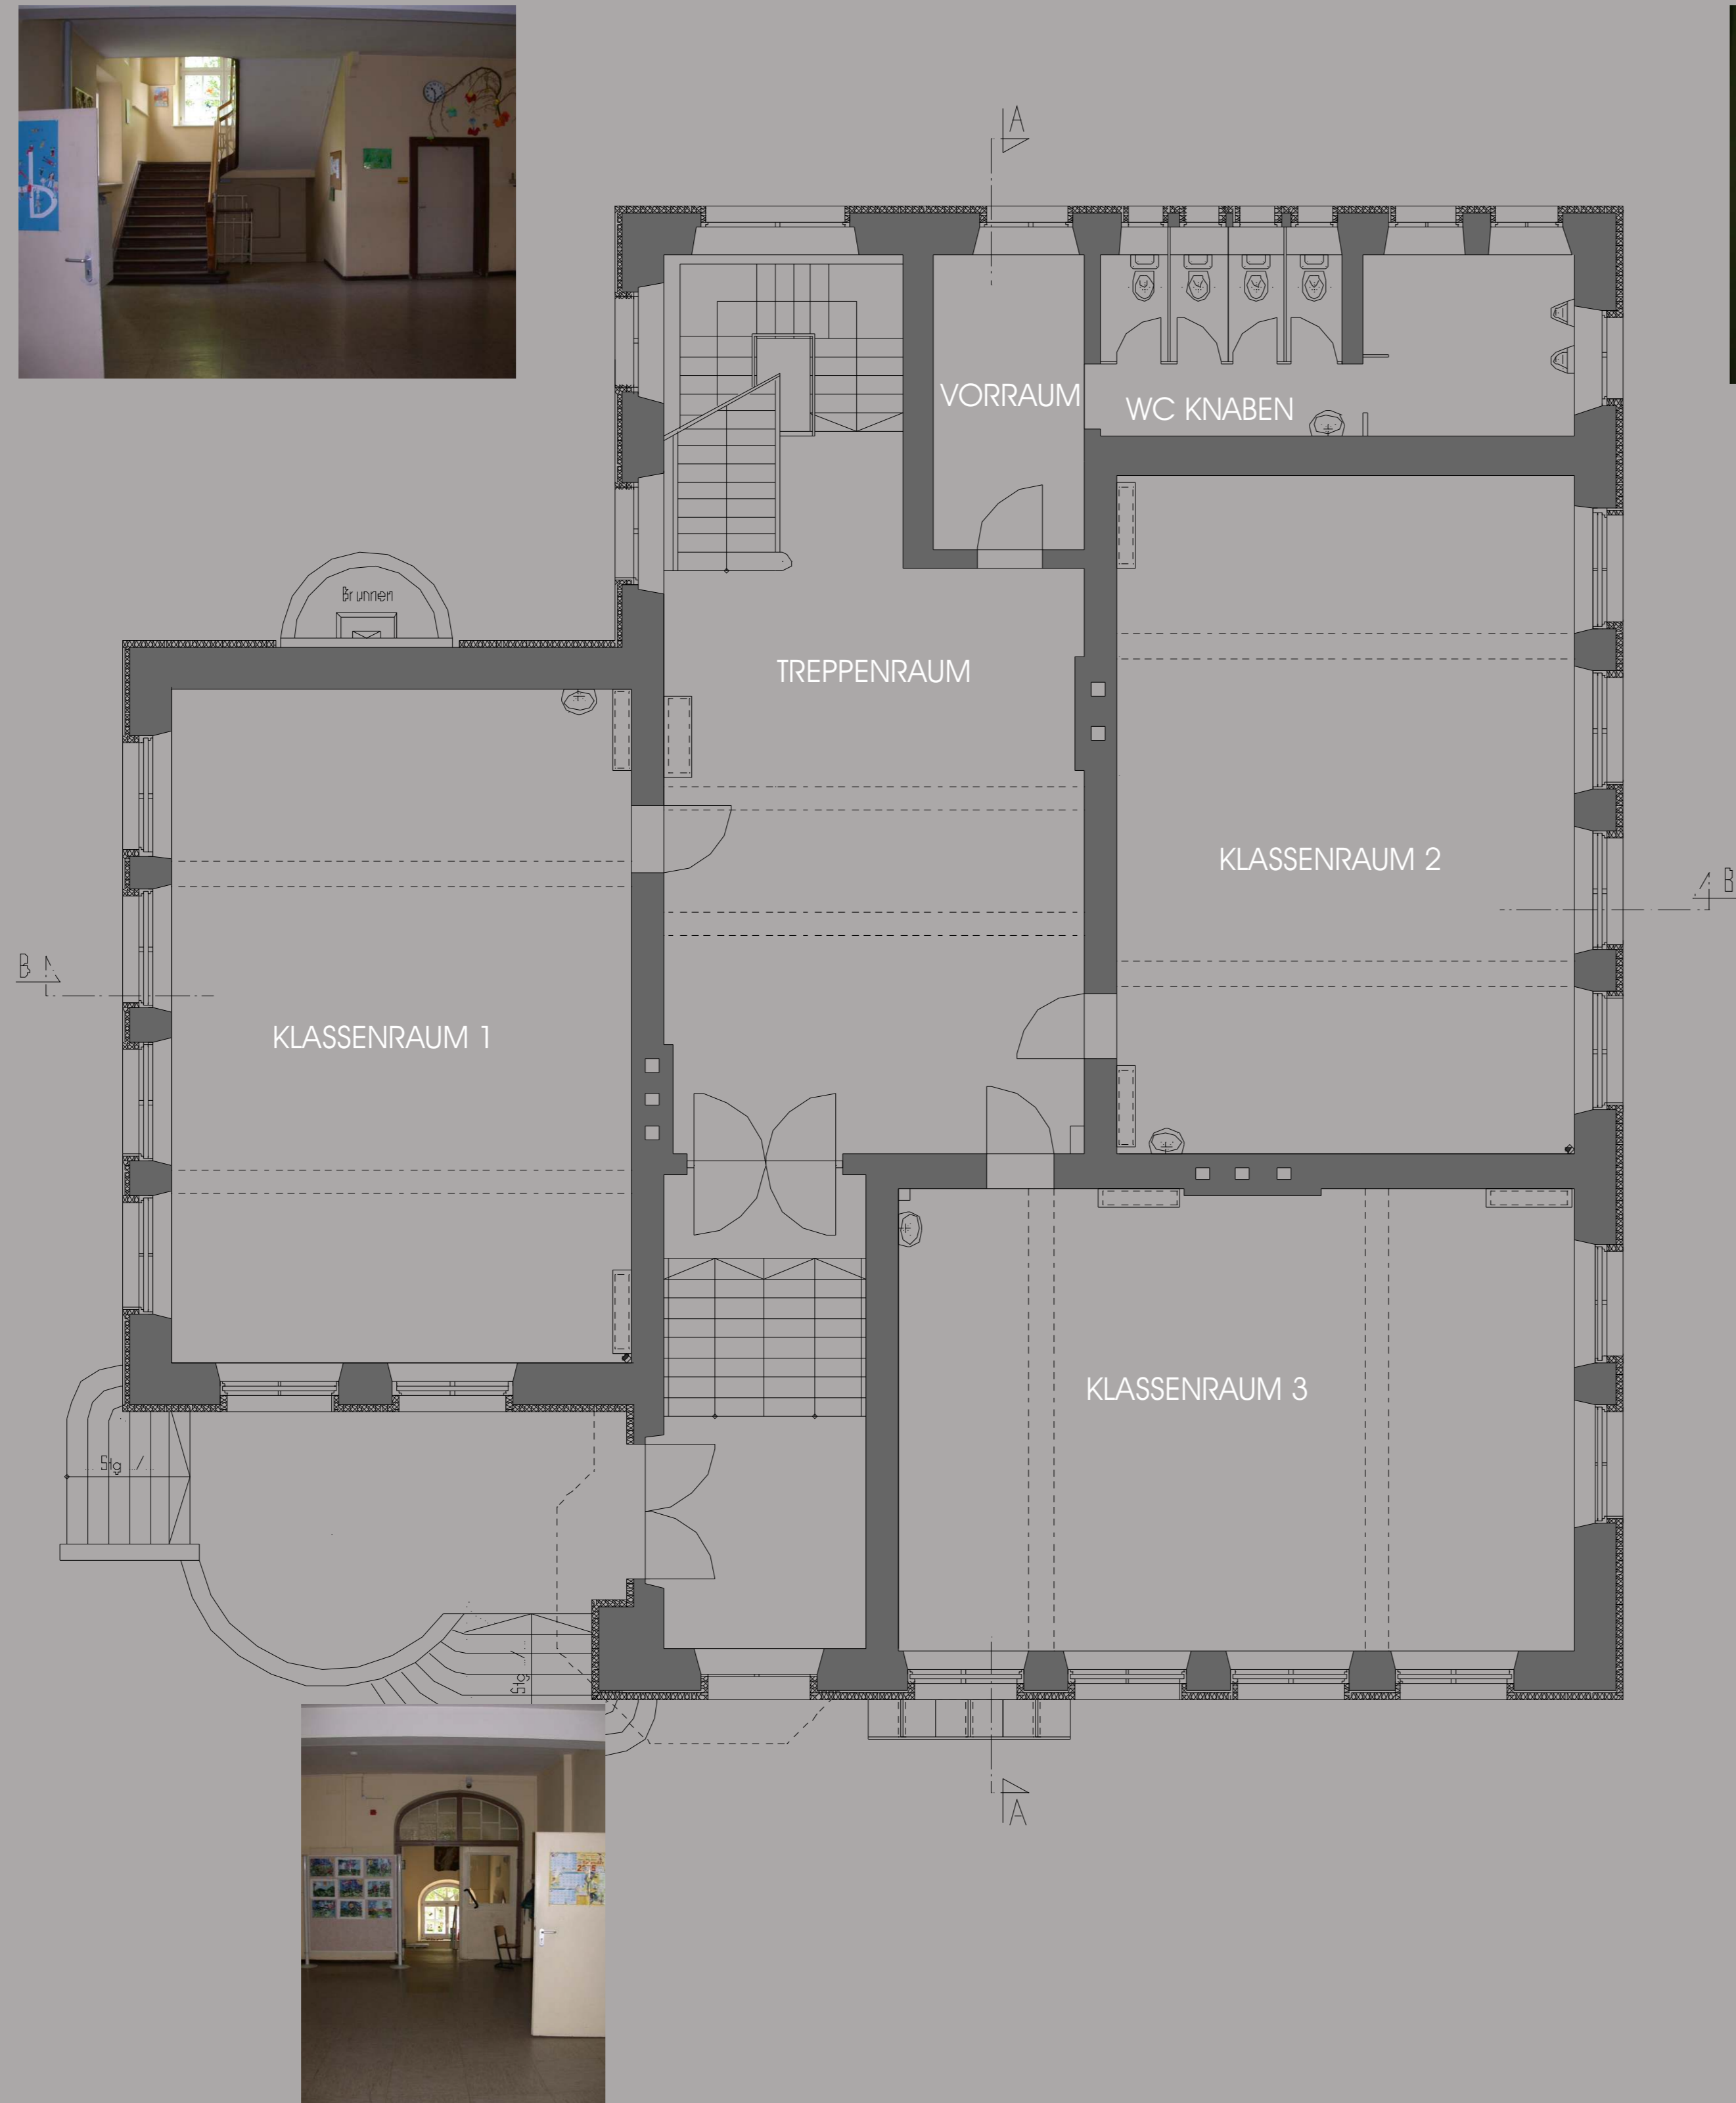 A
VORRAUM
WC KNABEN
Brunnen
TREPPENRAUM
KLASSENRAUM 2
B
B
KLASSENRAUM 1
KLASSENRAUM 3
Stg
Stg
A